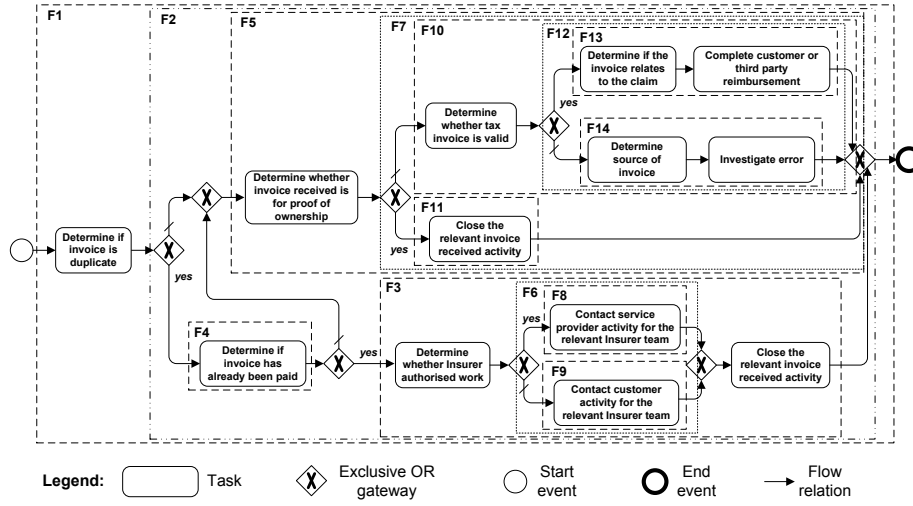 F1
F2
F5
F7
F10
F12
F13
Determine if the
invoice relates
to the claim
Complete customer or
third party
reimbursement
yes
Determine
whether tax
invoice is valid
F14
Determine
source of
invoice
Investigate error
Determine whether
invoice received is
for proof of
ownership
yes
F11
Close the
relevant invoice
received activity
Determine if
invoice is
duplicate
yes
F4
Determine if
invoice has
already been paid
yes
F3
Determine
whether Insurer
authorised work
F6
yes
F8
Contact service
provider activity for the
relevant Insurer team
F9
Contact customer
activity for the
relevant Insurer team
Close the
relevant invoice
received activity
Legend:
Task
Exclusive OR
gateway
Start
event
End
event
Flow
relation